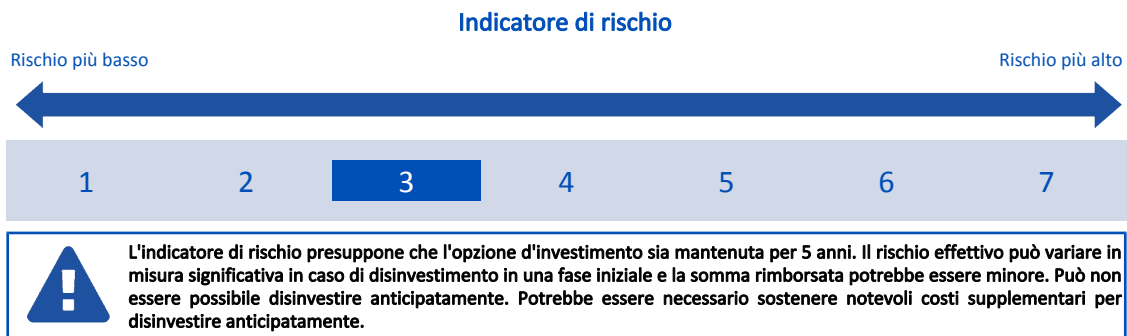 Indicatore di rischio
Rischio più basso
Rischio più alto
1 2 3 4 5 6 7
L'indicatore di rischio presuppone che l'opzione d'investimento sia mantenuta per 5 anni. Il rischio effettivo può variare in
misura significativa in caso di disinvestimento in una fase iniziale e la somma rimborsata potrebbe essere minore. Può non
essere possibile disinvestire anticipatamente. Potrebbe essere necessario sostenere notevoli costi supplementari per
disinvestire anticipatamente.